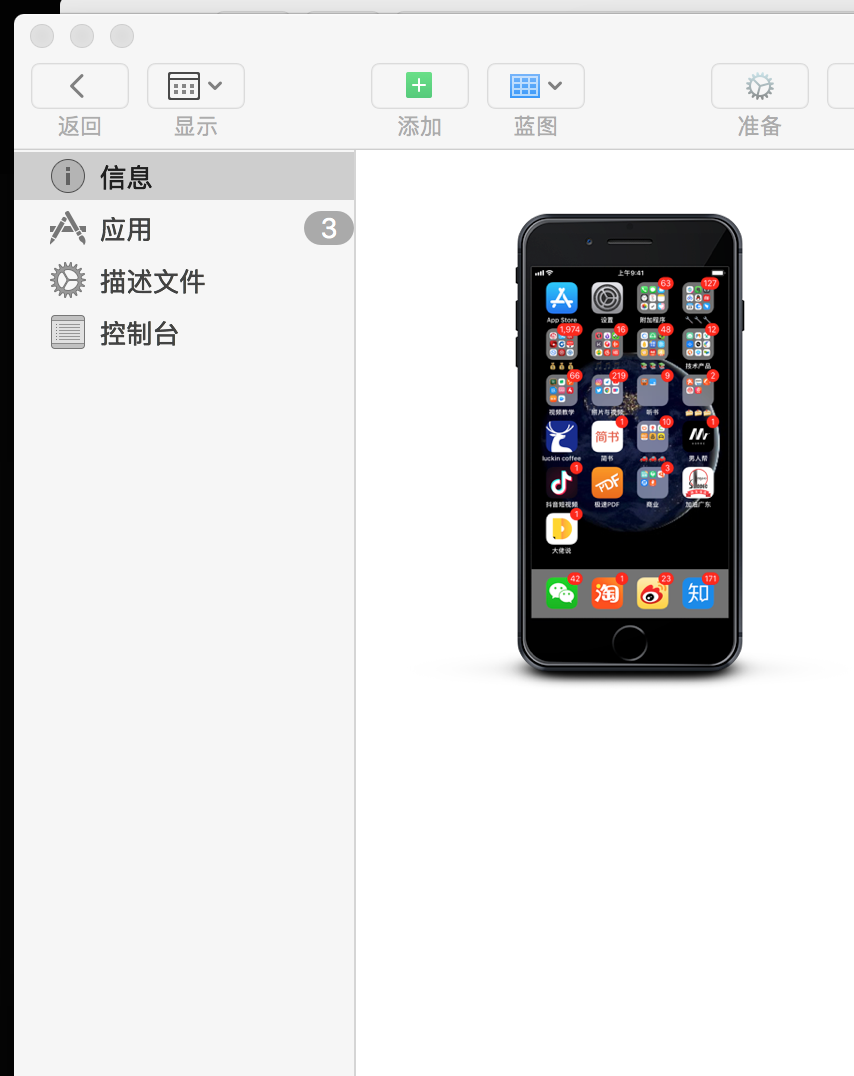 返回
显示
添加
蓝图
准备
信息
应用
3
描述文件
控制台
上午9:41
63
127
App Store
设置
附加程序
1,974
16
48
12
技术产品
66
219
9
2
视频教学
照片与视频
听书
1
10
1
简书
luckin coffee
简书
男人帮
1
3
PDF
抖音短视频
极速PDF
商业
加油广东
1
大佬说
42
1
23
171
淘
知